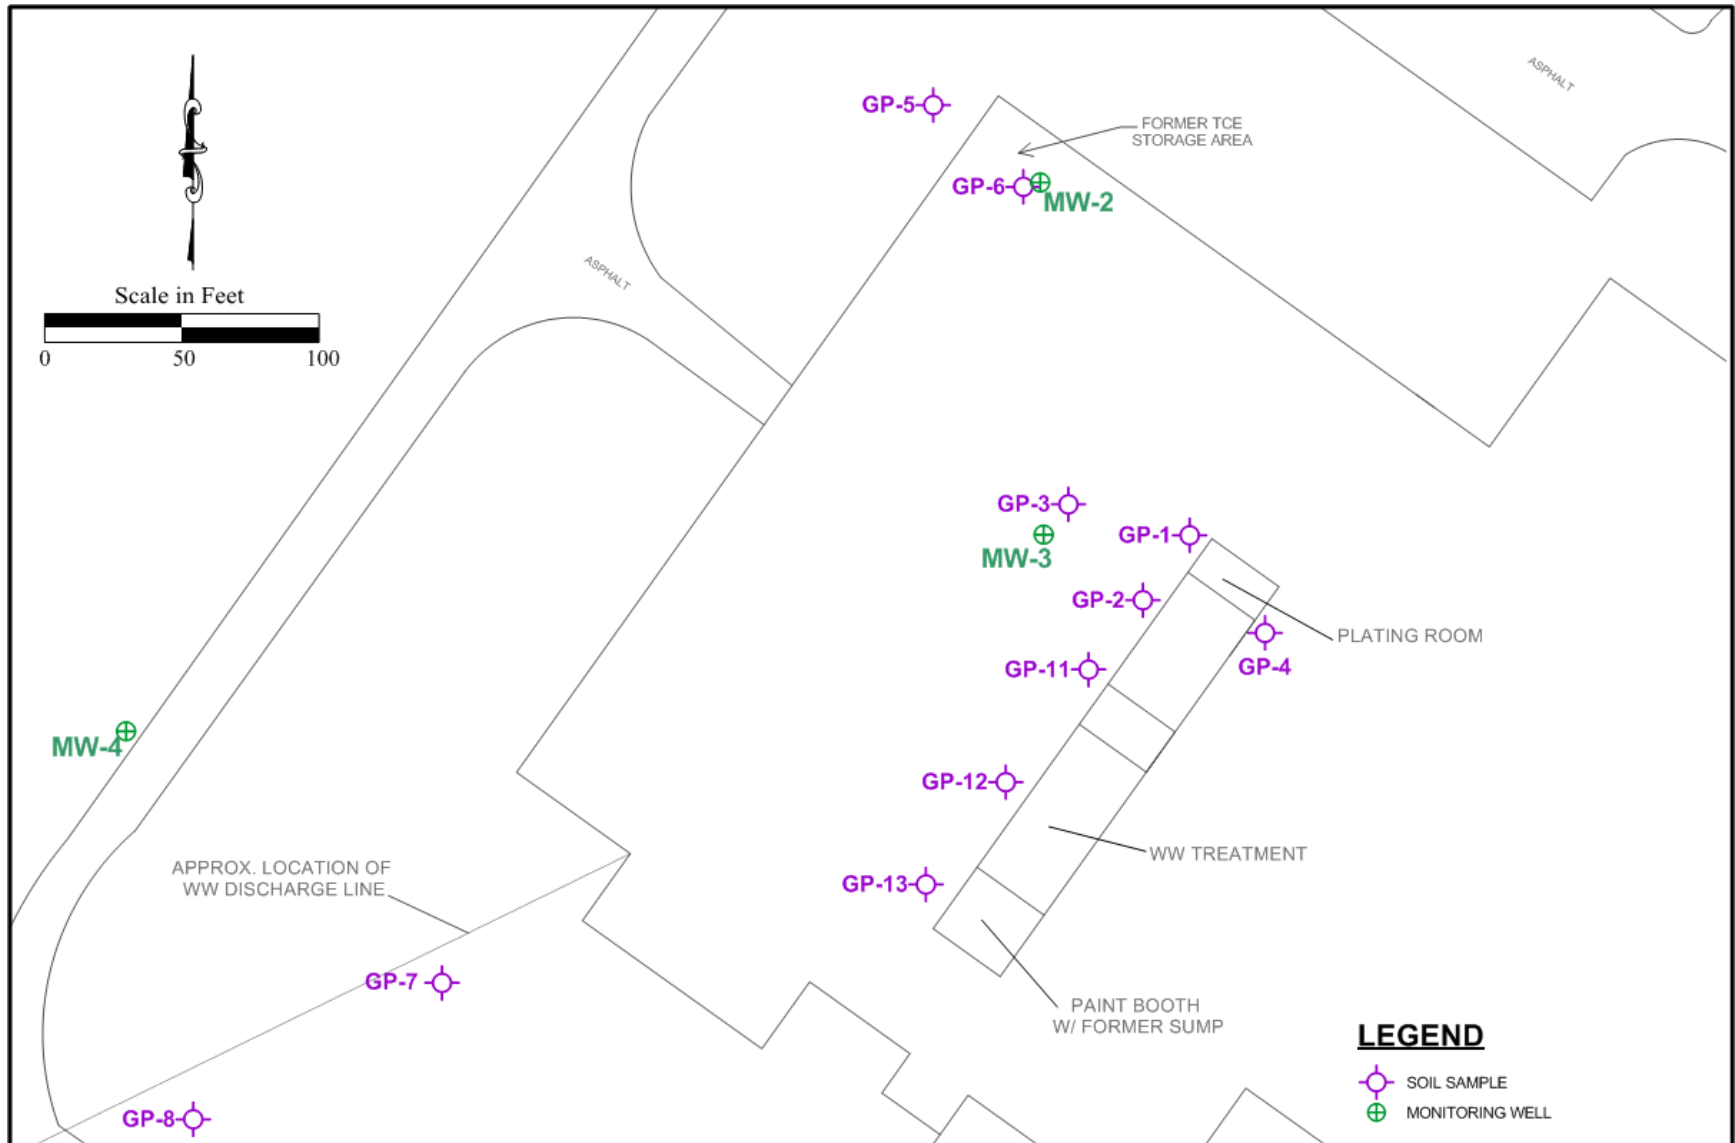 ASPHALT
GP-5
FORMER TCE
STORAGE AREA
GP-6
MW-2
ASPHALT
Scale in Feet
0 50 100
GP-3
GP-1
MW-3
GP-2
PLATING ROOM
GP-4
GP-11
MW-4
GP-12
WW TREATMENT
APPROX. LOCATION OF
WW DISCHARGE LINE
GP-13
GP-7
PAINT BOOTH
W/ FORMER SUMP
LEGEND
SOIL SAMPLE
MONITORING WELL
GP-8